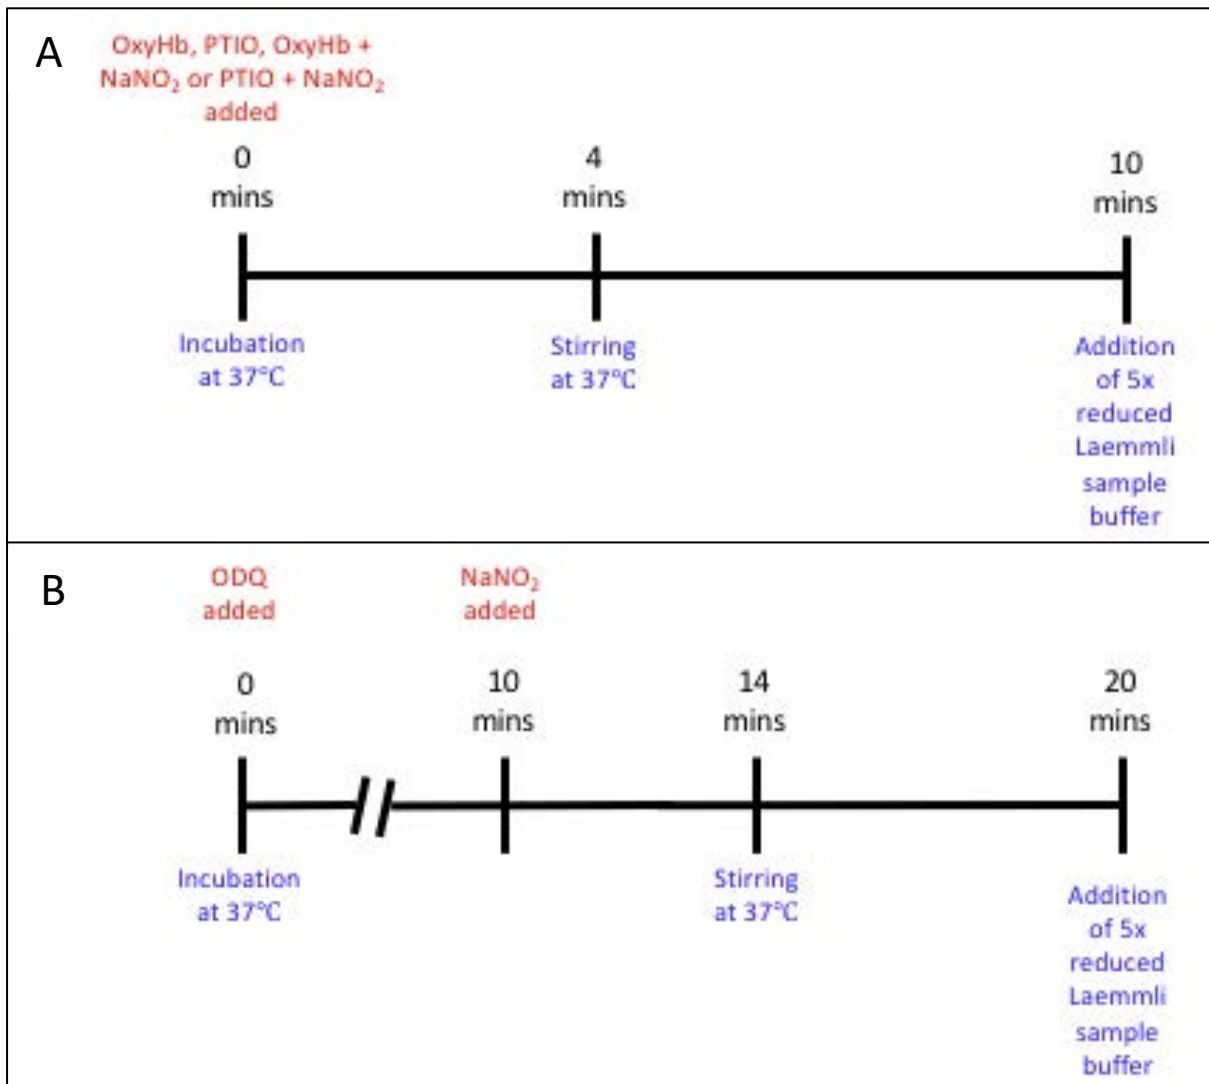 A
OxyHb, PTIO, OxyHb +
NaNO₂ or PTIO + NaNO₂
added
0
mins
4
mins
10
mins
Incubation
at 37°C
Stirring
at 37°C
Addition
of 5x
reduced
Laemmli
sample
buffer
B
ODQ
added
NaNO₂
added
0
mins
10
mins
14
mins
20
mins
Incubation
at 37°C
Stirring
at 37°C
Addition
of 5x
reduced
Laemmli
sample
buffer